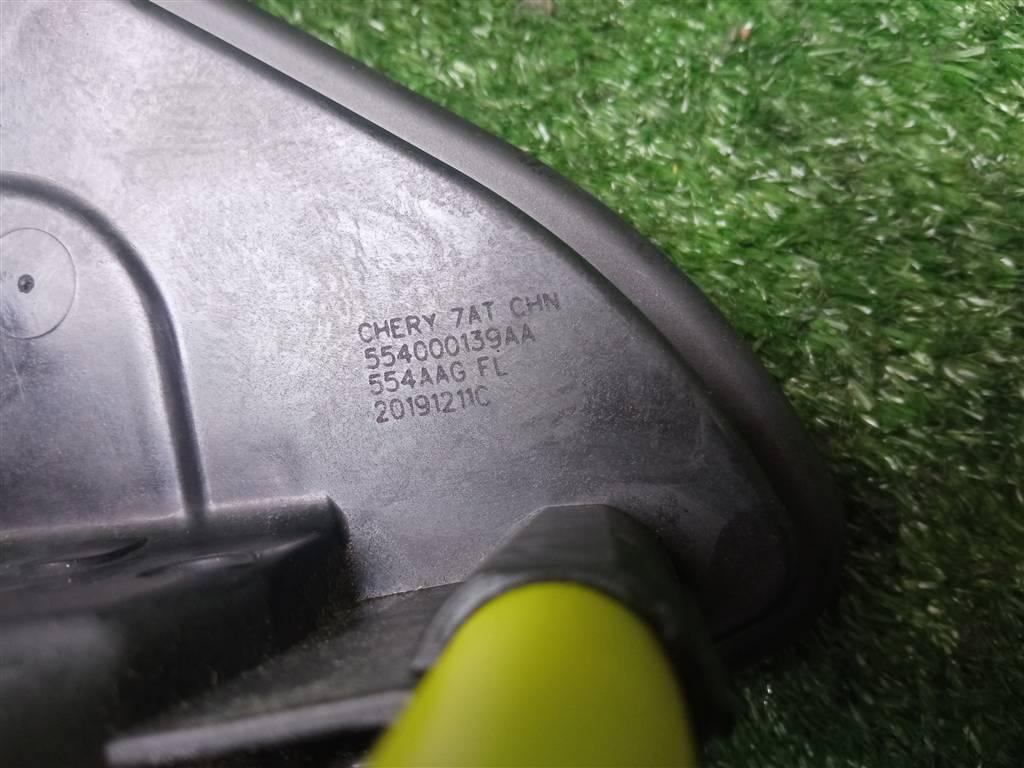 CHERY 7AT CHN
554000139AA
554AAG FL
20191211C